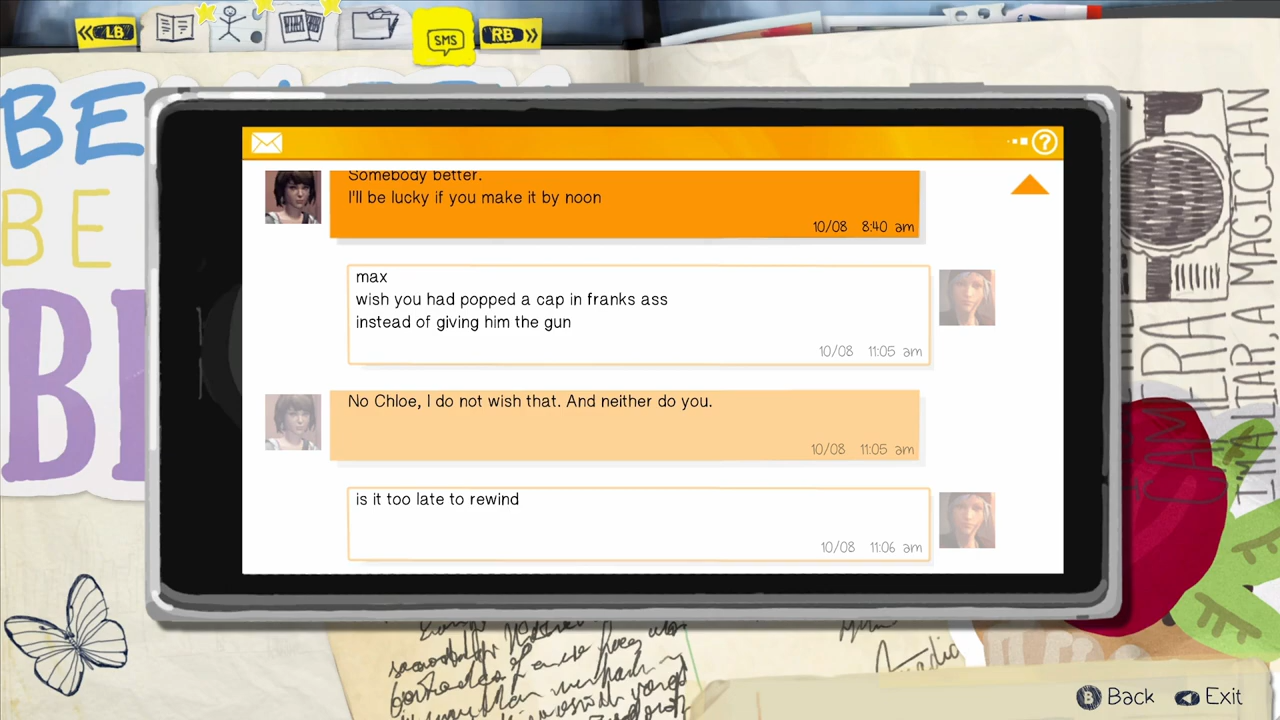 LB
SMS
RB
BE
BE
Somebody better.
I'll be lucky if you make it by noon
10/08 8:40 am
max
wish you had popped a cap in franks ass
instead of giving him the gun
10/08 11:05 am
No Chloe, I do not wish that. And neither do you.
10/08 11:05 am
is it too late to rewind
10/08 11:06 am
CAMERA
LIAR, A MAGICIAN
B Back
Exit